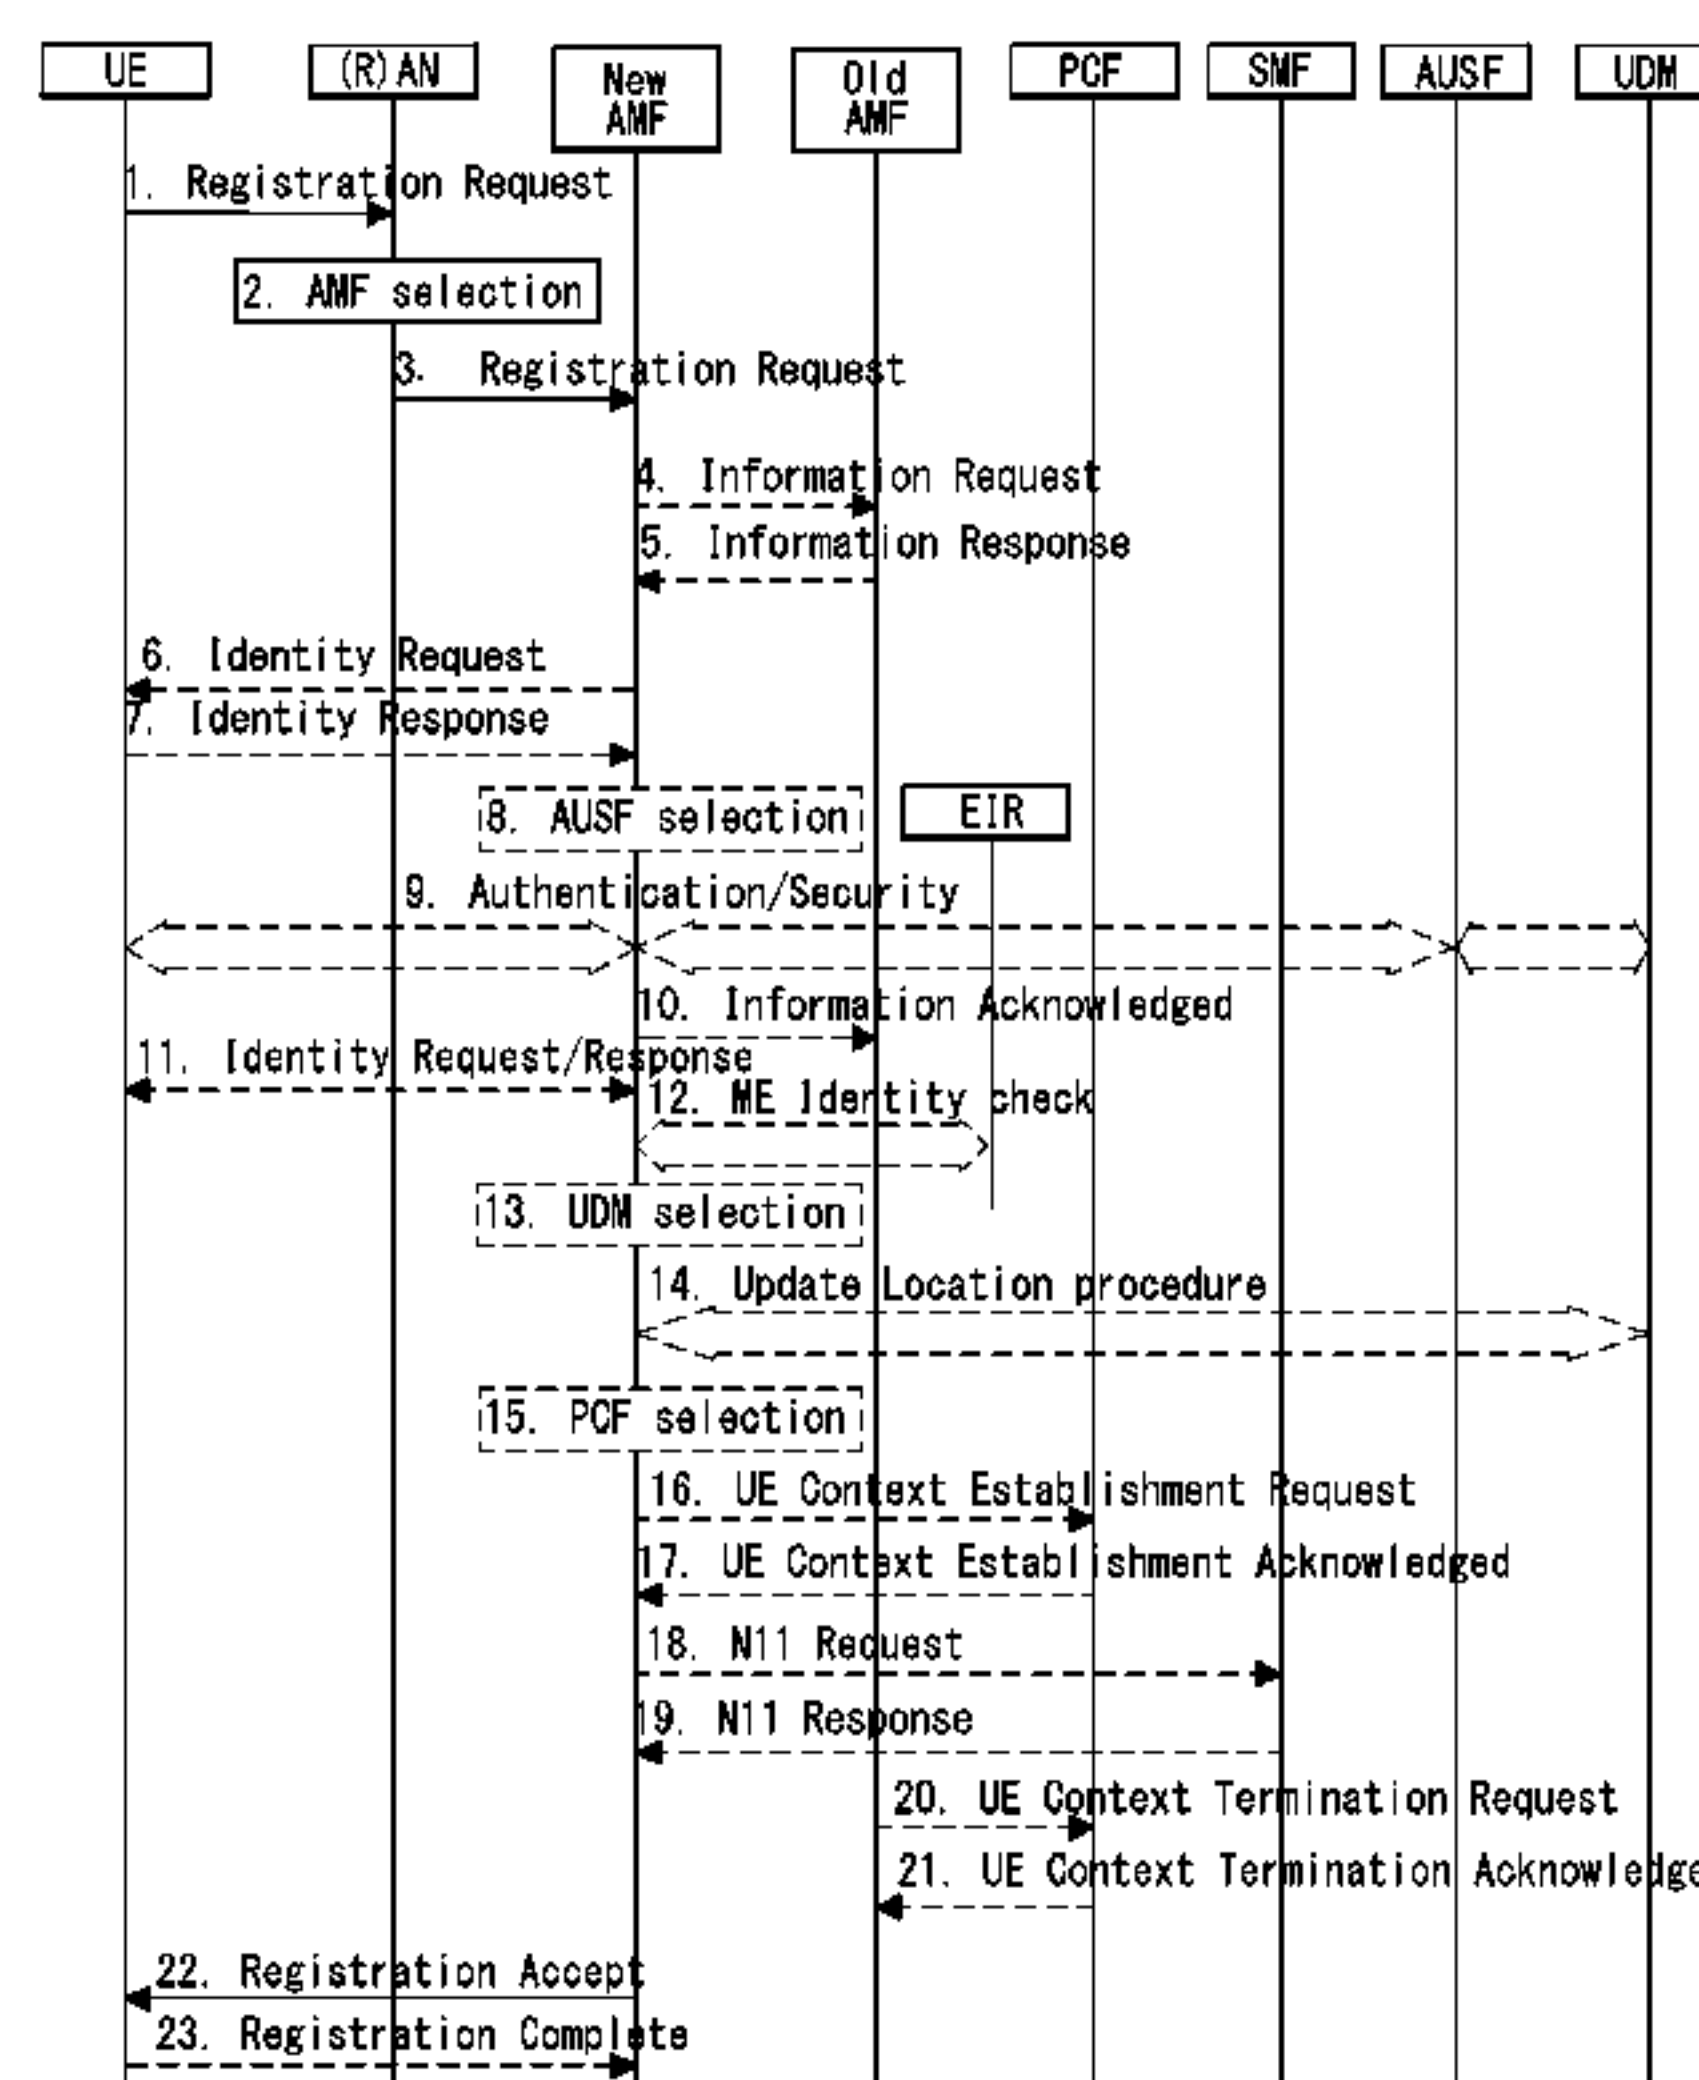 UE
(R)AN
New
AMF
Old
AMF
PCF
SMF
AUSF
UDM
1. Registration Request
2. AMF selection
3. Registration Request
4. Information Request
5. Information Response
6. Identity Request
7. Identity Response
8. AUSF selection
EIR
9. Authentication/Security
10. Information Acknowledged
11. Identity Request/Response
12. ME Identity check
13. UDM selection
14. Update Location procedure
15. PCF selection
16. UE Context Establishment Request
17. UE Context Establishment Acknowledged
18. N11 Request
19. N11 Response
20. UE Context Termination Request
21. UE Context Termination Acknowledge
22. Registration Accept
23. Registration Complete